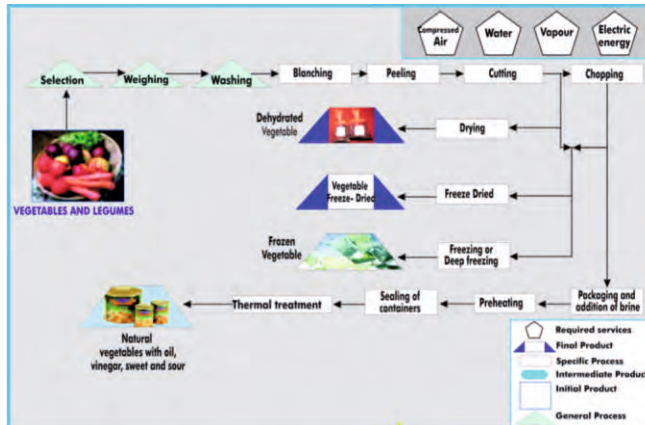 Compressed
Air
Water
Vapour
Electric
energy
Selection
Weighing
Washing
Blanching
Peeling
Cutting
Chopping
Dehydrated
Vegetable
Drying
VEGETABLES AND LEGUMES
Vegetable
Freeze- Dried
Freeze Dried
Frozen
Vegetable
Freezing or
Deep freezing
Thermal treatment
Sealing of
containers
Preheating
Packaging and
addition of brine
Natural
vegetables with oil,
vinegar, sweet and sour
Required services
Final Product
Specific Process
Intermediate Product
Initial Product
General Process